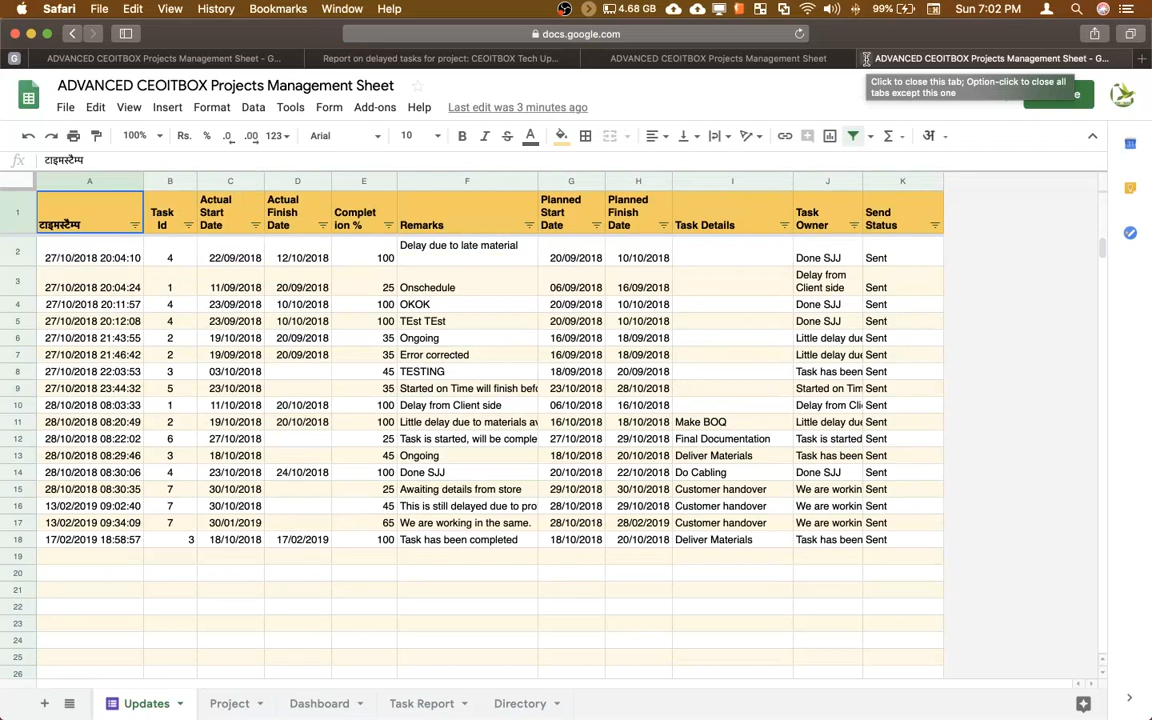 Safari File Edit View History Bookmarks Window Help 4.68 GB 99% Sun 7:02 PM
docs.google.com
G ADVANCED CEOITBOX Projects Management Sheet - G... Report on delayed tasks for project: CEOITBOX Tech Up... ADVANCED CEOITBOX Projects Management Sheet ADVANCED CEOITBOX Projects Management Sheet - G...
Click to close this tab; Option-click to close all
tabs except this one
ADVANCED CEOITBOX Projects Management Sheet
File Edit View Insert Format Data Tools Form Add-ons Help Last edit was 3 minutes ago
100% Rs. % .0 .00 123 Arial 10 B I S A अ
fx टाइमस्टैम्प
A B C D E F G H I J K
1 टाइमस्टैम्प Task Id Actual Start Date Actual Finish Date Complet ion % Remarks Planned Start Date Planned Finish Date Task Details Task Owner Send Status
2 27/10/2018 20:04:10 4 22/09/2018 12/10/2018 100 Delay due to late material 20/09/2018 10/10/2018 Done SJJ Sent
3 27/10/2018 20:04:24 1 11/09/2018 20/09/2018 25 Onschedule 06/09/2018 16/09/2018 Delay from Client side Sent
4 27/10/2018 20:11:57 4 23/09/2018 10/10/2018 100 OKOK 20/09/2018 10/10/2018 Done SJJ Sent
5 27/10/2018 20:12:08 4 23/09/2018 10/10/2018 100 TEst TEst 20/09/2018 10/10/2018 Done SJJ Sent
6 27/10/2018 21:43:55 2 19/10/2018 20/09/2018 35 Ongoing 16/09/2018 18/09/2018 Little delay due Sent
7 27/10/2018 21:46:42 2 19/09/2018 20/09/2018 35 Error corrected 16/09/2018 18/09/2018 Little delay due Sent
8 27/10/2018 22:03:53 3 03/10/2018 45 TESTING 18/09/2018 20/09/2018 Task has been Sent
9 27/10/2018 23:44:32 5 23/10/2018 35 Started on Time will finish befo 23/10/2018 28/10/2018 Started on Tim Sent
10 28/10/2018 08:03:33 1 11/10/2018 20/10/2018 100 Delay from Client side 06/10/2018 16/10/2018 Delay from Cli Sent
11 28/10/2018 08:20:49 2 19/10/2018 20/10/2018 100 Little delay due to materials av 16/10/2018 18/10/2018 Make BOQ Little delay due Sent
12 28/10/2018 08:22:02 6 27/10/2018 25 Task is started, will be comple 27/10/2018 29/10/2018 Final Documentation Task is started Sent
13 28/10/2018 08:29:46 3 18/10/2018 45 Ongoing 18/10/2018 20/10/2018 Deliver Materials Task has been Sent
14 28/10/2018 08:30:06 4 23/10/2018 24/10/2018 100 Done SJJ 20/10/2018 22/10/2018 Do Cabling Done SJJ Sent
15 28/10/2018 08:30:35 7 30/10/2018 25 Awaiting details from store 29/10/2018 30/10/2018 Customer handover We are workin Sent
16 13/02/2019 09:02:40 7 30/10/2018 45 This is still delayed due to pro 28/10/2018 29/10/2018 Customer handover We are workin Sent
17 13/02/2019 09:34:09 7 30/01/2019 65 We are working in the same. 28/10/2018 28/02/2019 Customer handover We are workin Sent
18 17/02/2019 18:58:57 3 18/10/2018 17/02/2019 100 Task has been completed 18/10/2018 20/10/2018 Deliver Materials Task has been Sent
19
20
21
22
23
24
25
26
Updates Project Dashboard Task Report Directory